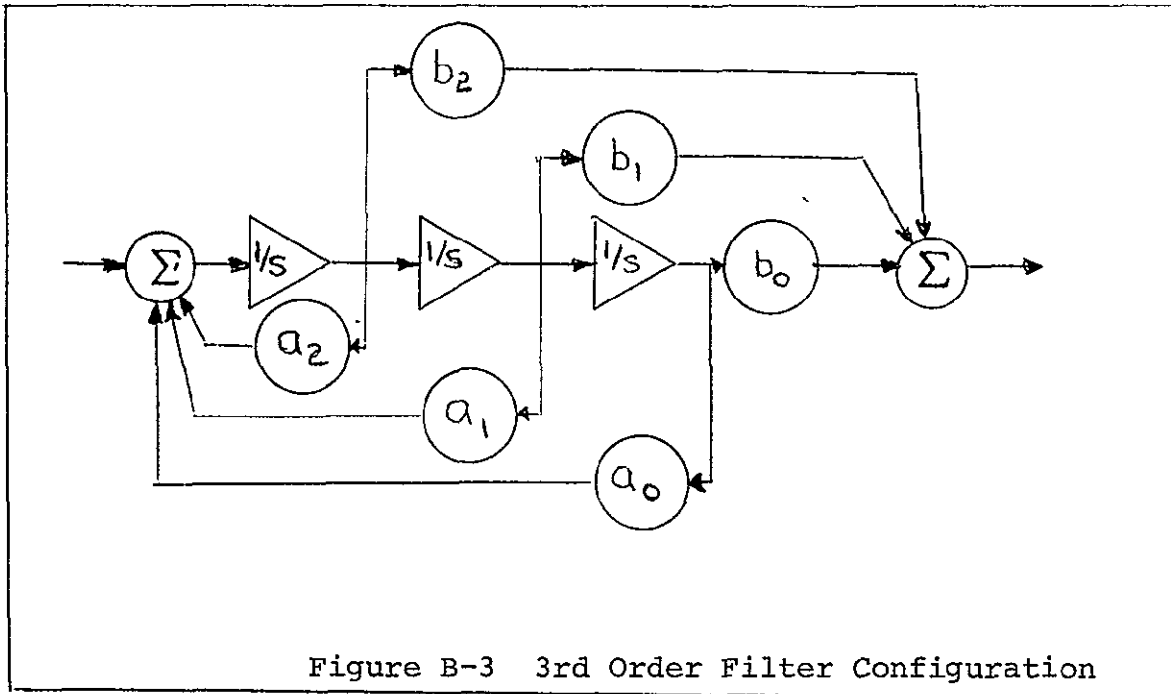 b₂
b₁
Σ 1/s 1/s 1/s b₀ Σ
a₂
a₁
a₀
Figure B-3 3rd Order Filter Configuration